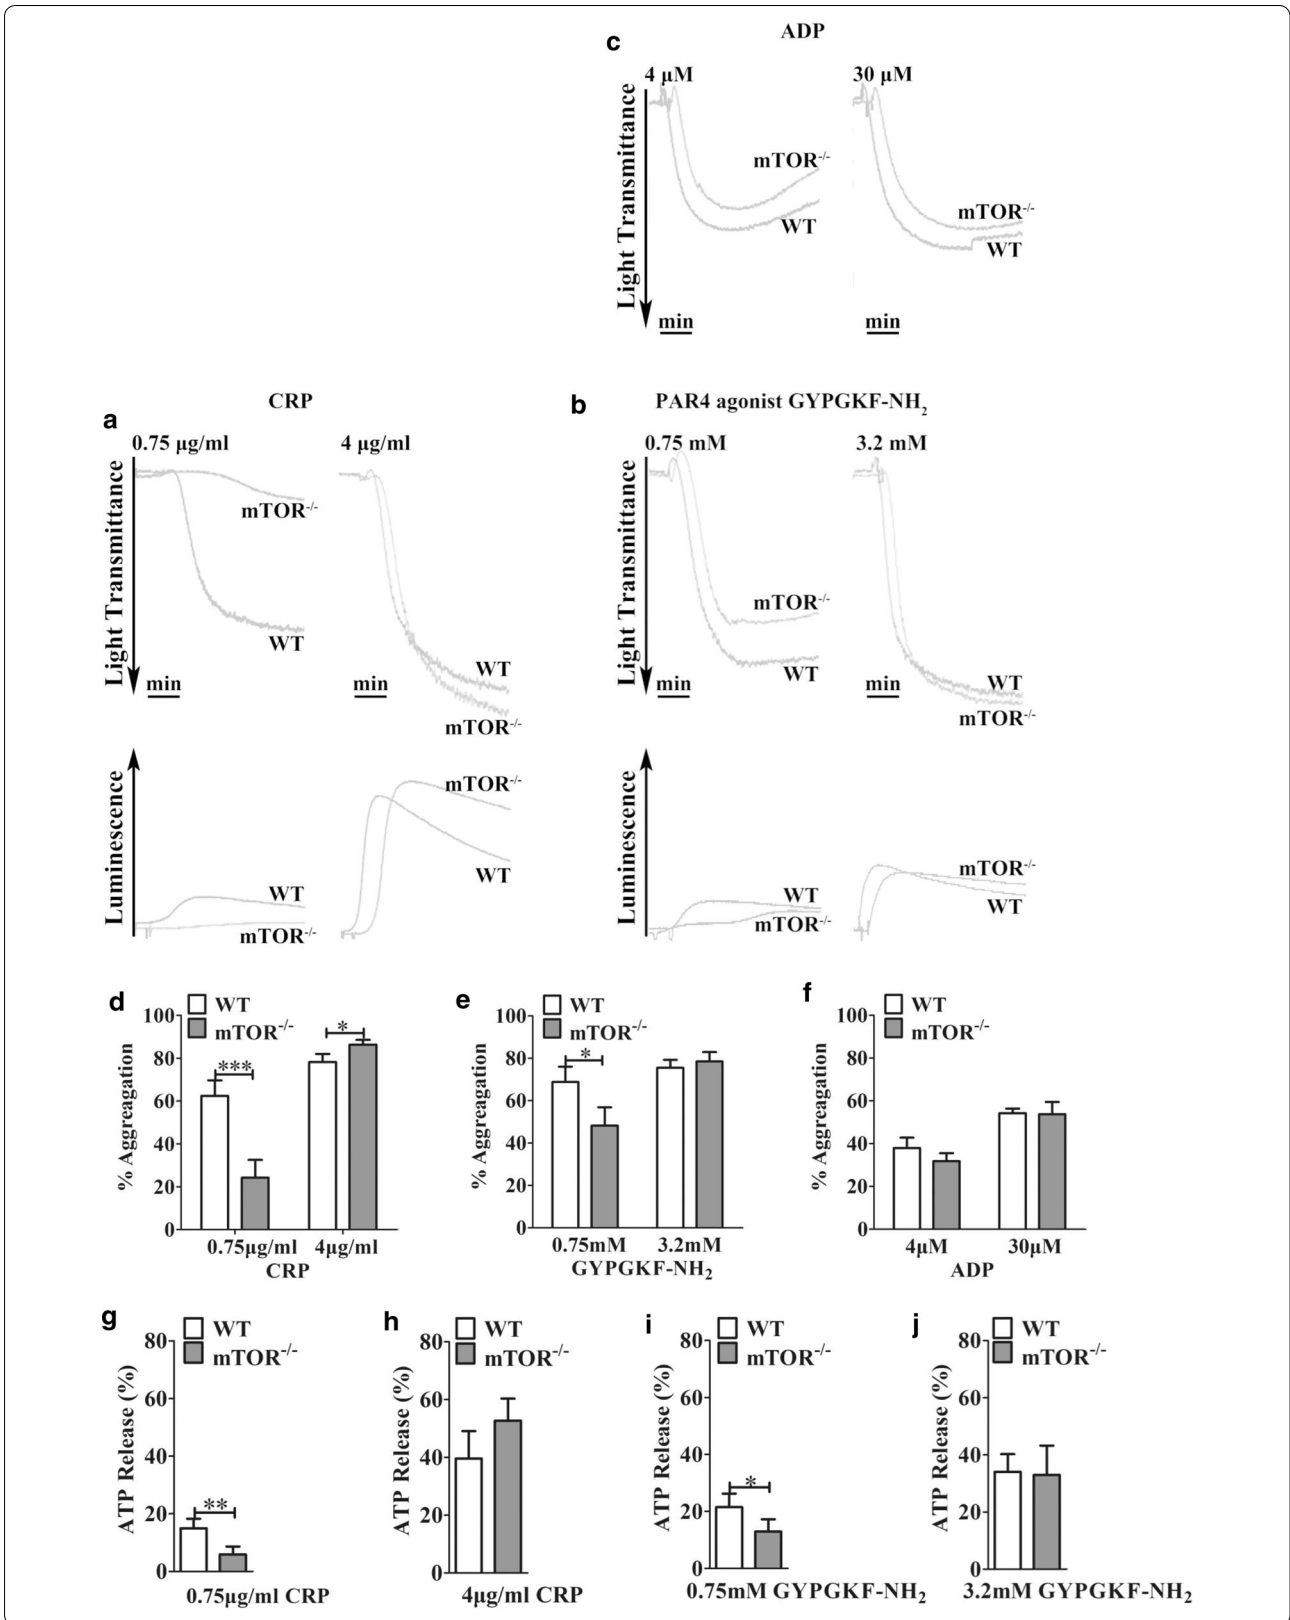 c
ADP
4 µM
30 µM
Light Transmittance
mTOR-/-
WT
mTOR-/-
WT
min
min
a
CRP
0.75 µg/ml
4 µg/ml
Light Transmittance
mTOR-/-
WT
WT
mTOR-/-
min
min
Luminescence
WT
mTOR-/-
mTOR-/-
WT
b
PAR4 agonist GYPGKF-NH2
0.75 mM
3.2 mM
Light Transmittance
mTOR-/-
WT
WT
mTOR-/-
min
min
Luminescence
WT
mTOR-/-
mTOR-/-
WT
d
WT
mTOR-/-
% Aggreagation
100
80
60
40
20
0
***
*
0.75µg/ml 4µg/ml
CRP
e
WT
mTOR-/-
% Aggreagation
100
80
60
40
20
0
*
0.75mM 3.2mM
GYPGKF-NH2
f
WT
mTOR-/-
% Aggreagation
100
80
60
40
20
0
4µM 30µM
ADP
g
WT
mTOR-/-
ATP Release (%)
80
60
40
20
0
**
0.75µg/ml CRP
h
WT
mTOR-/-
ATP Release (%)
80
60
40
20
0
4µg/ml CRP
i
WT
mTOR-/-
ATP Release (%)
80
60
40
20
0
*
0.75mM GYPGKF-NH2
j
WT
mTOR-/-
ATP Release (%)
80
60
40
20
0
3.2mM GYPGKF-NH2